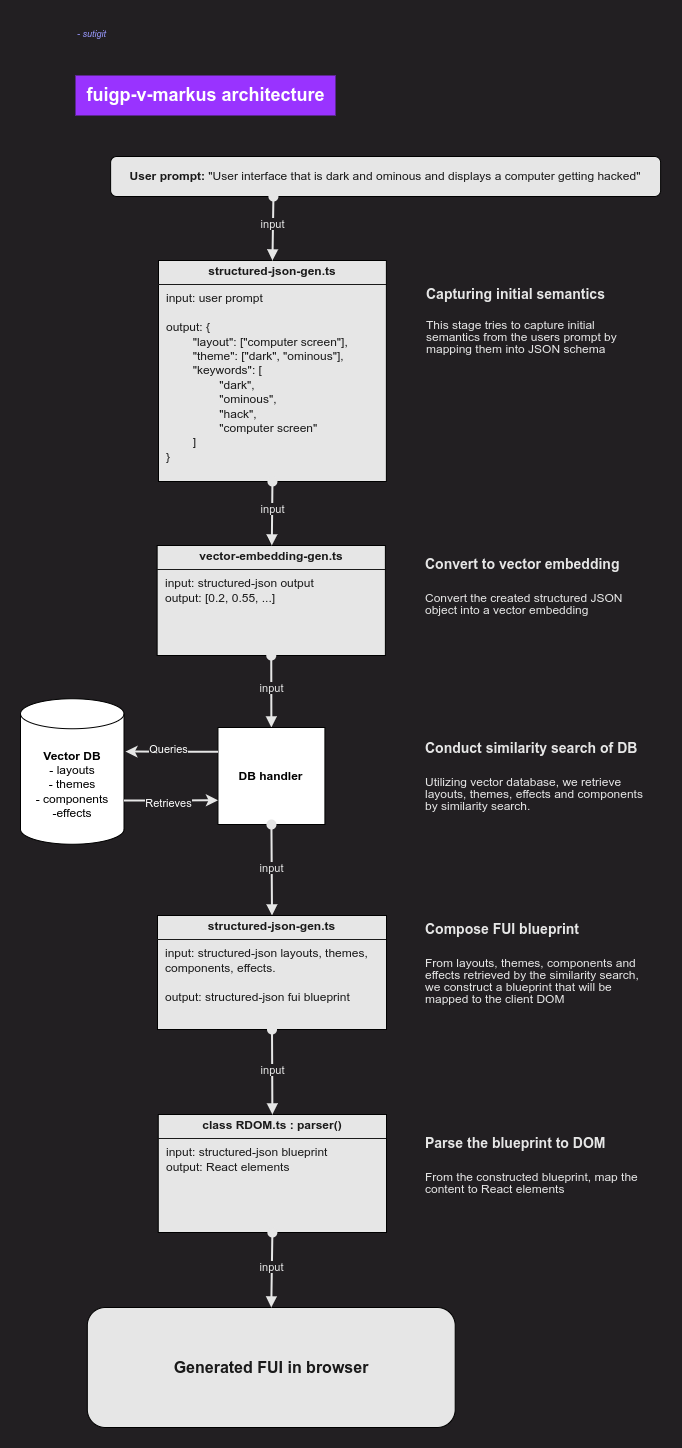 - sutigit
fuigp-v-markus architecture
User prompt: "User interface that is dark and ominous and displays a computer getting hacked"
input
structured-json-gen.ts
input: user prompt
output: {
"layout": ["computer screen"],
"theme": ["dark", "ominous"],
"keywords": [
"dark",
"ominous",
"hack",
"computer screen"
]
}
Capturing initial semantics
This stage tries to capture initial
semantics from the users prompt by
mapping them into JSON schema
input
vector-embedding-gen.ts
input: structured-json output
output: [0.2, 0.55, ...]
Convert to vector embedding
Convert the created structured JSON
object into a vector embedding
input
Vector DB
- layouts
- themes
- components
-effects
Queries
Retrieves
DB handler
Conduct similarity search of DB
Utilizing vector database, we retrieve
layouts, themes, effects and components
by similarity search.
input
structured-json-gen.ts
input: structured-json layouts, themes,
components, effects.
output: structured-json fui blueprint
Compose FUI blueprint
From layouts, themes, components and
effects retrieved by the similarity search,
we construct a blueprint that will be
mapped to the client DOM
input
class RDOM.ts : parser()
input: structured-json blueprint
output: React elements
Parse the blueprint to DOM
From the constructed blueprint, map the
content to React elements
input
Generated FUI in browser